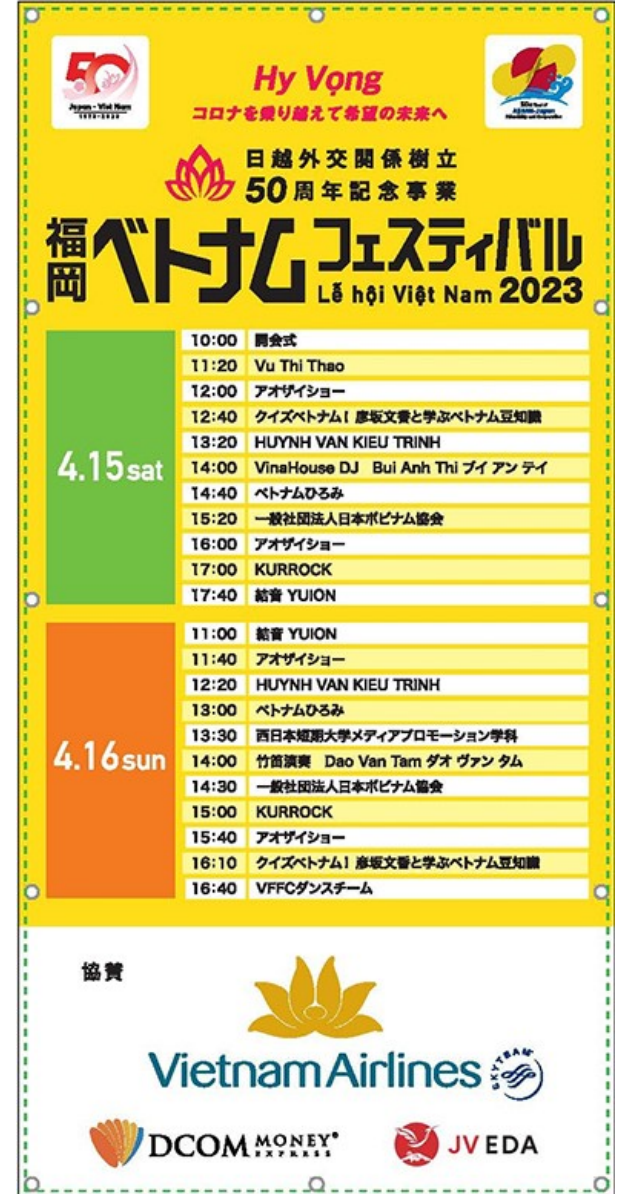 50
Japan - Viet Nam
1973-2023
Hy Vọng
コロナを乗り越えて希望の未来へ
日越外交関係樹立
50周年記念事業
福岡ベトナムフェスティバル
Lễ hội Việt Nam 2023
4.15sat
10:00 開会式
11:20 Vu Thi Thao
12:00 アオザイショー
12:40 クイズベトナム! 彦坂文香と学ぶベトナム豆知識
13:20 HUYNH VAN KIEU TRINH
14:00 VinaHouse DJ Bui Anh Thi ブイ アン テイ
14:40 ベトナムひろみ
15:20 一般社団法人日本ボビナム協会
16:00 アオザイショー
17:00 KURROCK
17:40 結音 YUION
4.16sun
11:00 結音 YUION
11:40 アオザイショー
12:20 HUYNH VAN KIEU TRINH
13:00 ベトナムひろみ
13:30 西日本短期大学メディアプロモーション学科
14:00 竹笛演奏 Dao Van Tam ダオ ヴァン タム
14:30 一般社団法人日本ボビナム協会
15:00 KURROCK
15:40 アオザイショー
16:10 クイズベトナム! 彦坂文香と学ぶベトナム豆知識
16:40 VFFCダンスチーム
協賛
Vietnam Airlines
SKYTEAM
DCOM MONEY EXPRESS
JV EDA